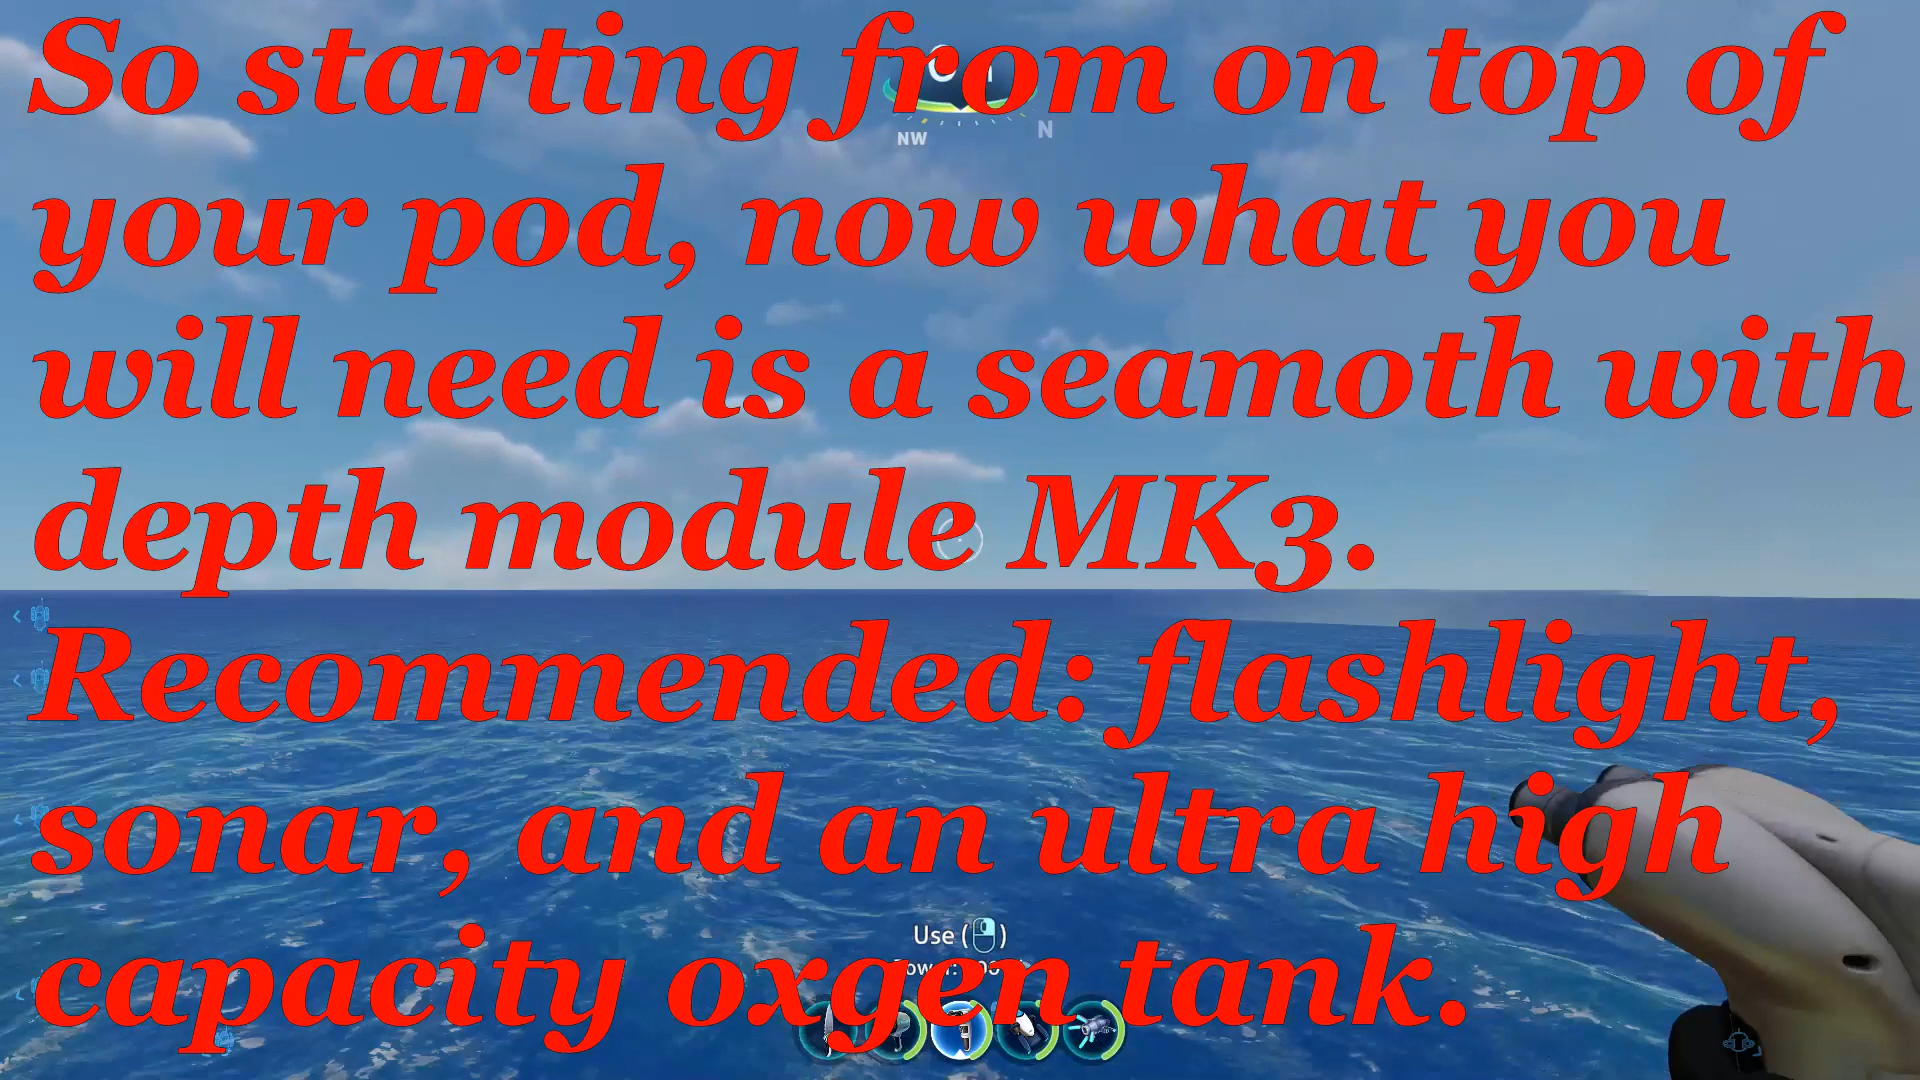 So starting from on top of
NW
N
your pod, now what you
will need is a seamoth with
depth module MK3.
Recommended: flashlight,
sonar, and an ultra high
Use ( )
capacity oxgen tank.